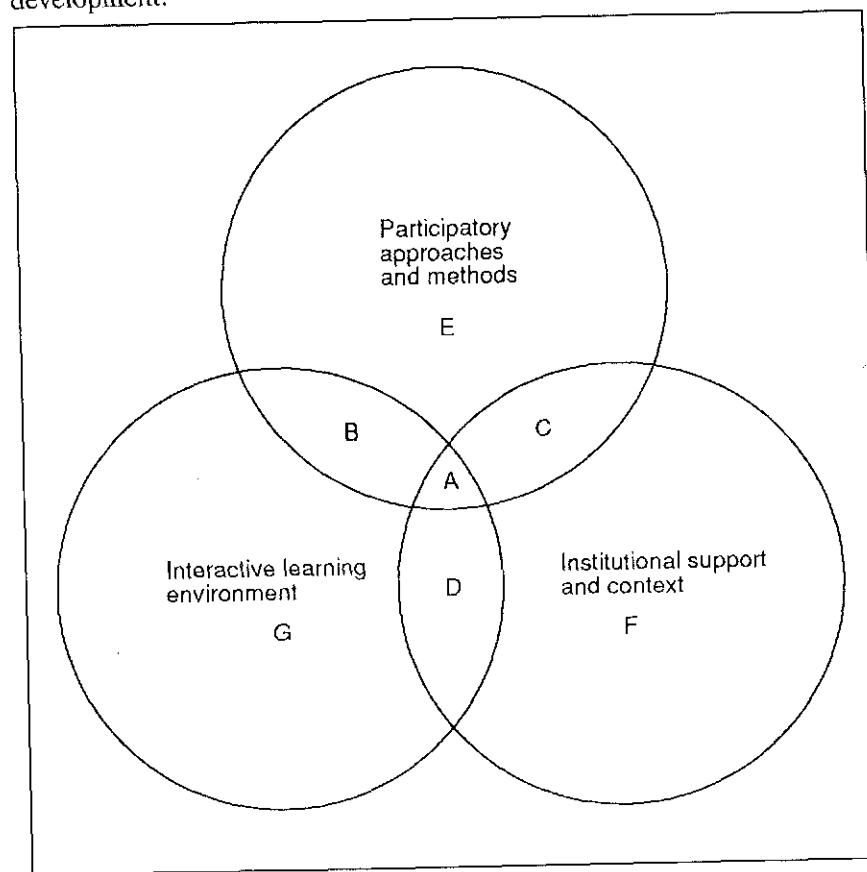 development.
Participatory
approaches
and methods
E
B
C
A
Interactive learning
environment
G
D
Institutional support
and context
F